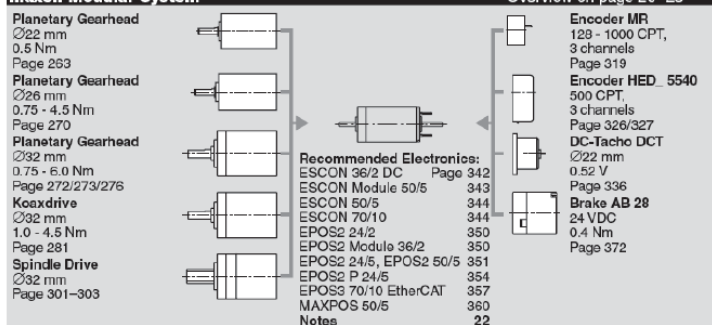 maxon Modular System
Overview on page 20–25
Planetary Gearhead
Ø22 mm
0.5 Nm
Page 263
Planetary Gearhead
Ø26 mm
0.75 - 4.5 Nm
Page 270
Planetary Gearhead
Ø32 mm
0.75 - 6.0 Nm
Page 272/273/276
Koaxdrive
Ø32 mm
1.0 - 4.5 Nm
Page 281
Spindle Drive
Ø32 mm
Page 301–303
Recommended Electronics:
ESCON 36/2 DC Page 342
ESCON Module 50/5 343
ESCON 50/5 344
ESCON 70/10 344
EPOS2 24/2 350
EPOS2 Module 36/2 350
EPOS2 24/5, EPOS2 50/5 351
EPOS2 P 24/5 354
EPOS3 70/10 EtherCAT 357
MAXPOS 50/5 360
Notes 22
Encoder MR
128 - 1000 CPT,
3 channels
Page 319
Encoder HED_ 5540
500 CPT,
3 channels
Page 326/327
DC-Tacho DCT
Ø22 mm
0.52 V
Page 336
Brake AB 28
24 VDC
0.4 Nm
Page 372